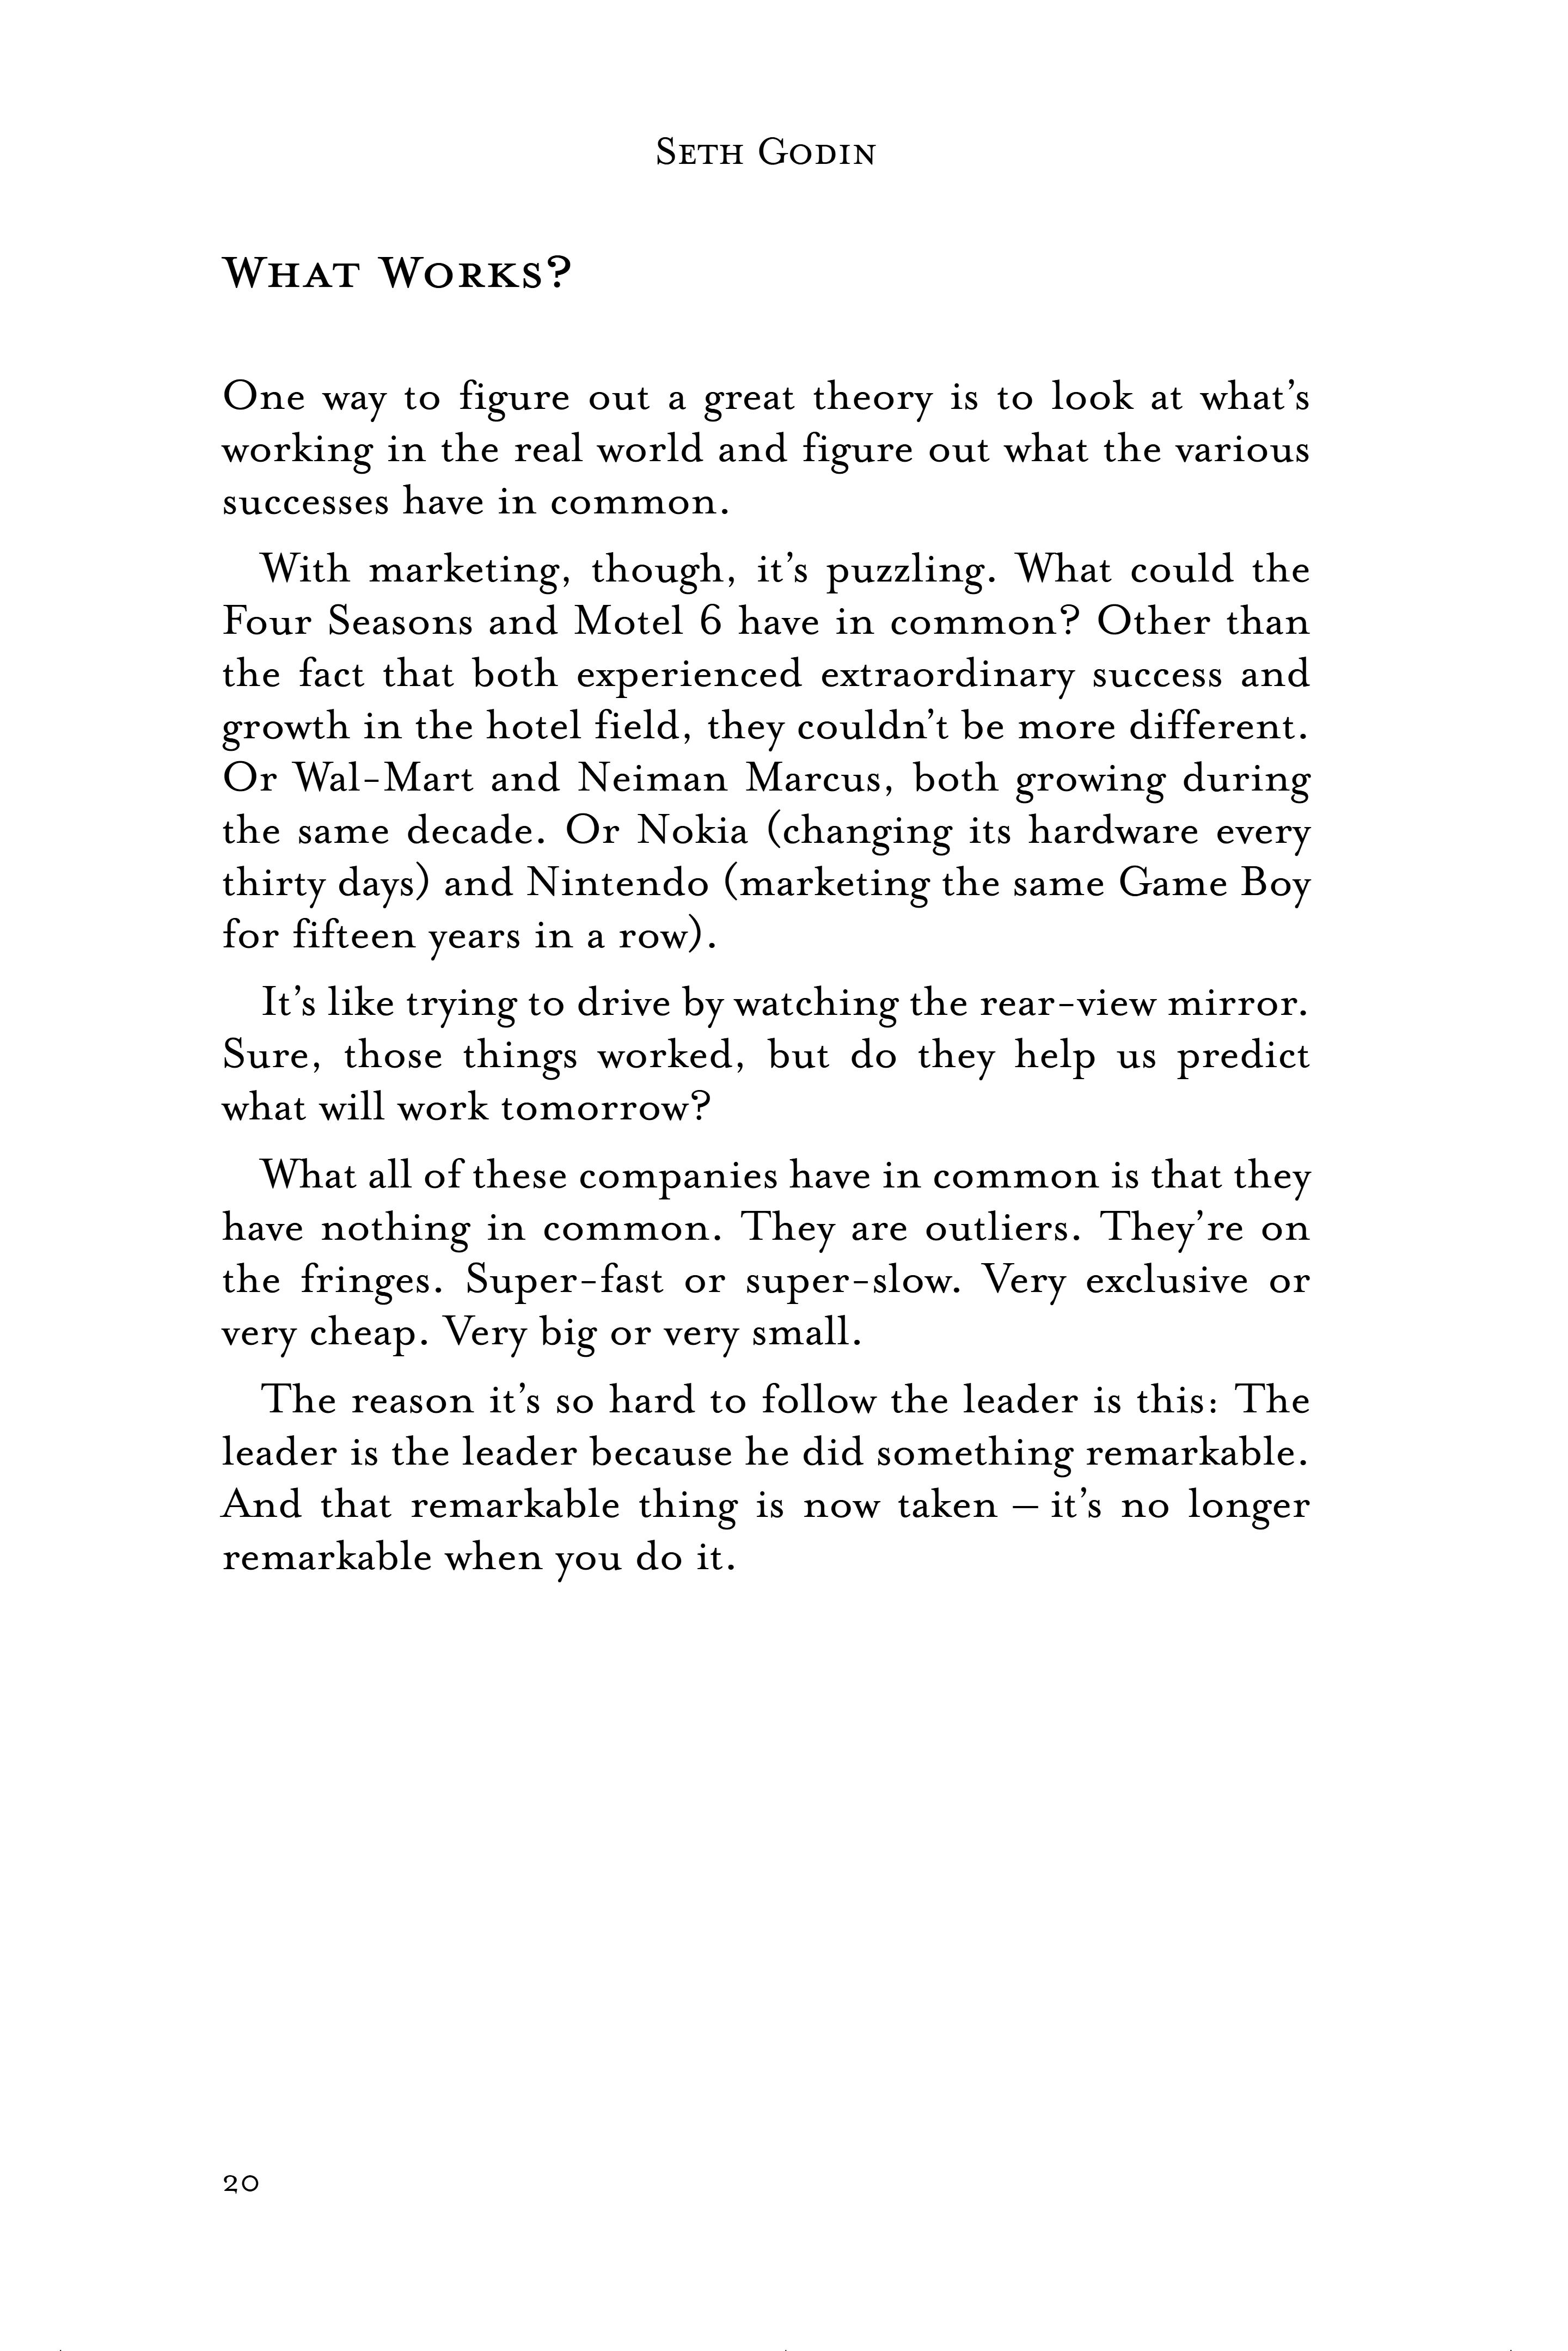 Seth Godin
What Works?
One way to figure out a great theory is to look at what’s
working in the real world and figure out what the various
successes have in common.
With marketing, though, it’s puzzling. What could the
Four Seasons and Motel 6 have in common? Other than
the fact that both experienced extraordinary success and
growth in the hotel field, they couldn’t be more different.
Or Wal-Mart and Neiman Marcus, both growing during
the same decade. Or Nokia (changing its hardware every
thirty days) and Nintendo (marketing the same Game Boy
for fifteen years in a row).
It’s like trying to drive by watching the rear-view mirror.
Sure, those things worked, but do they help us predict
what will work tomorrow?
What all of these companies have in common is that they
have nothing in common. They are outliers. They’re on
the fringes. Super-fast or super-slow. Very exclusive or
very cheap. Very big or very small.
The reason it’s so hard to follow the leader is this: The
leader is the leader because he did something remarkable.
And that remarkable thing is now taken – it’s no longer
remarkable when you do it.
20